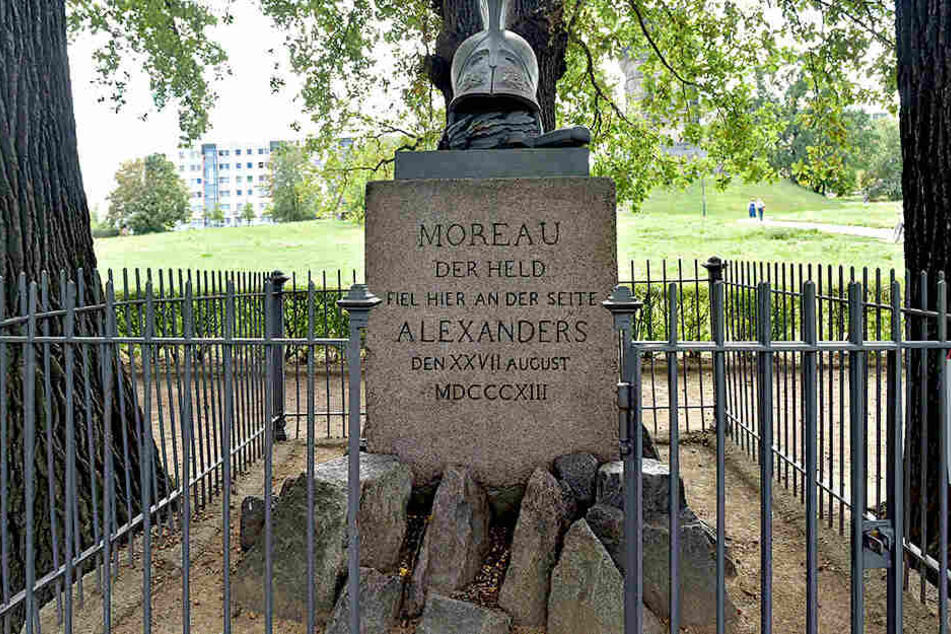 MOREAU
DER HELD
FIEL HIER AN DER SEITE
ALEXANDERS
DEN XXVII AUGUST
MDCCCXIII